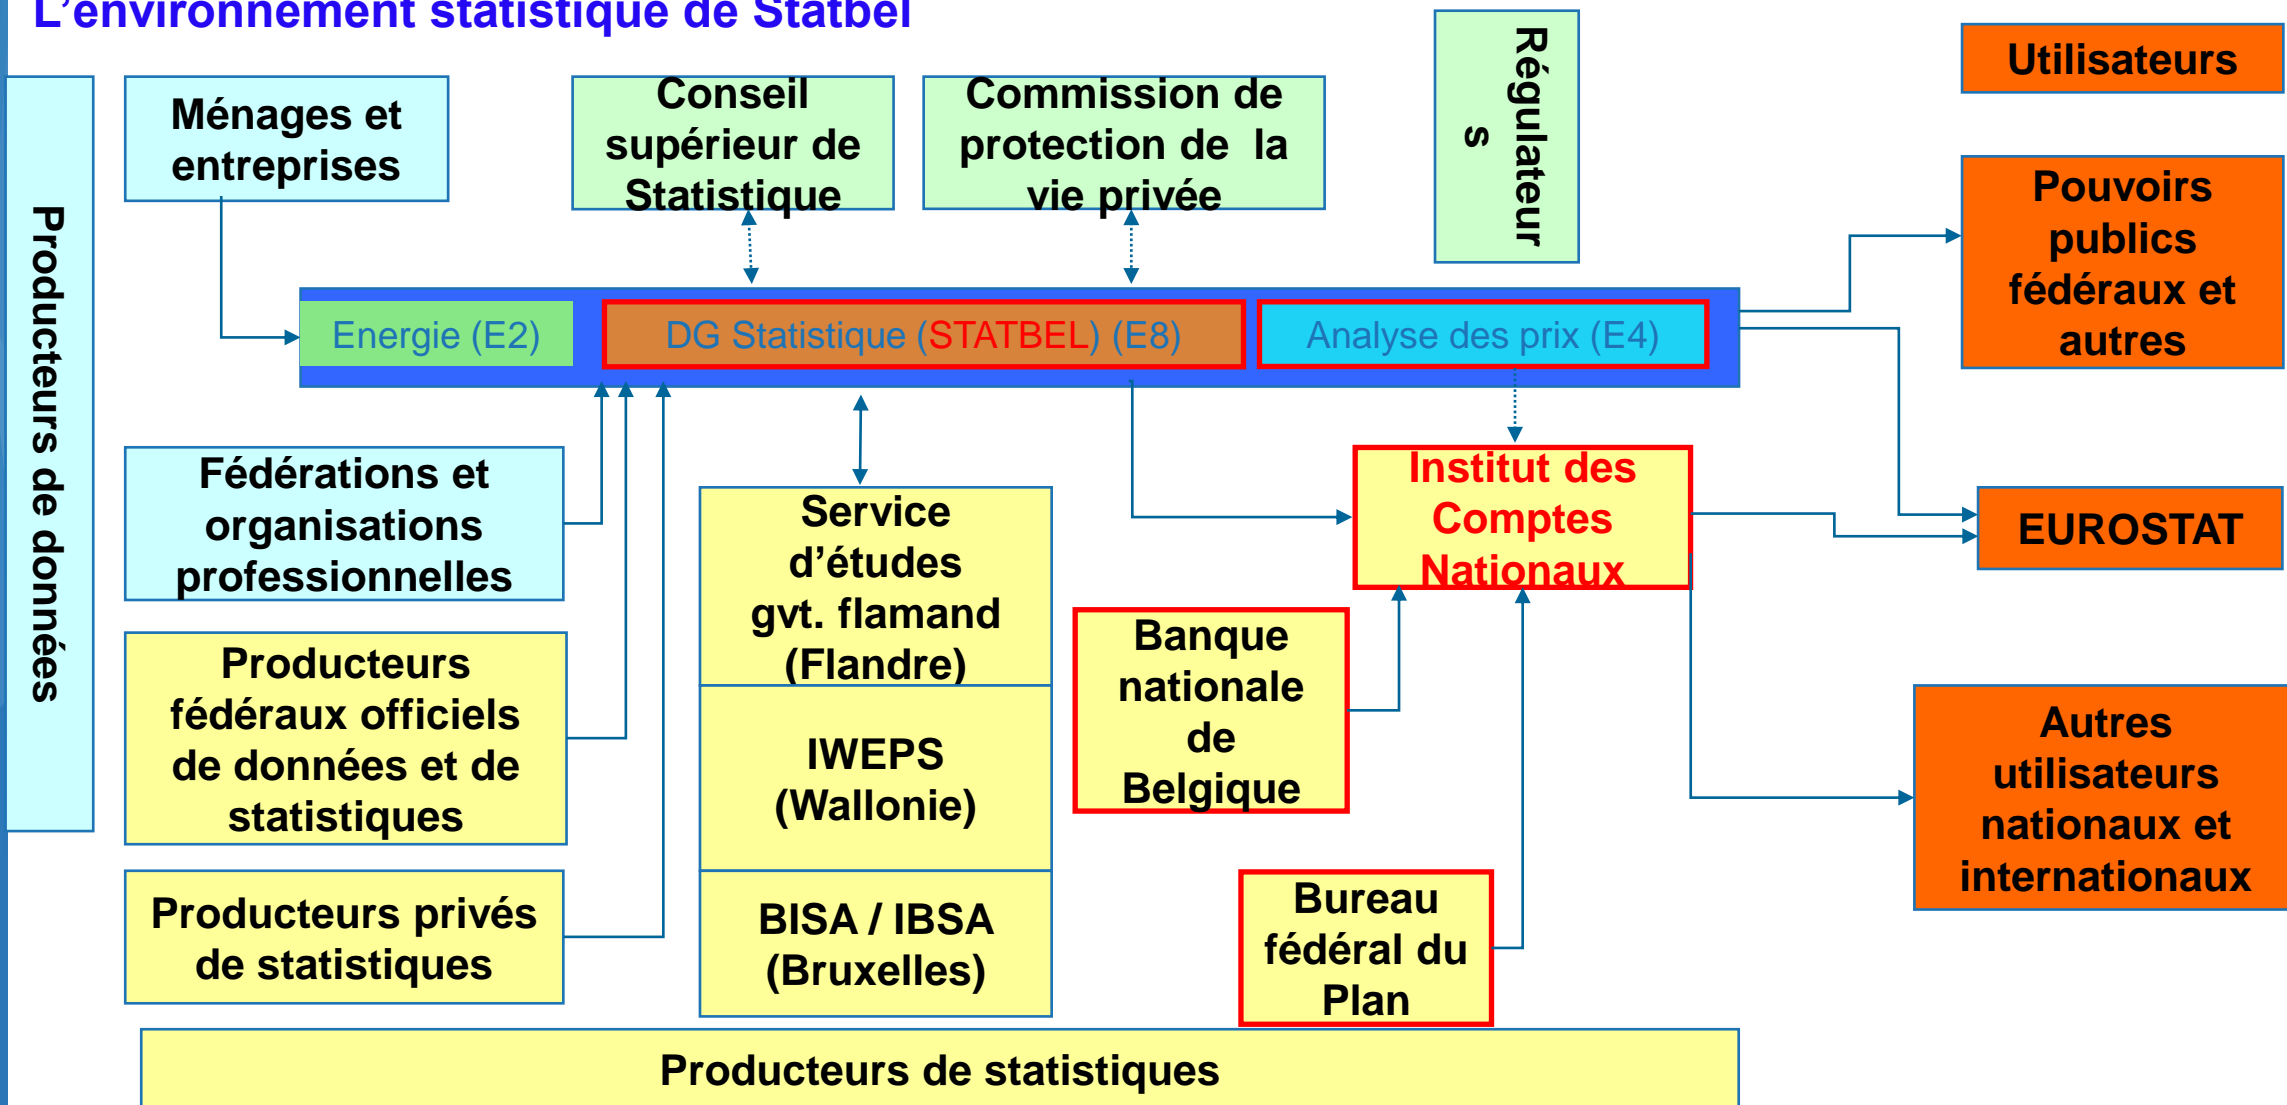 L’environnement statistique de Statbel
Producteurs de données
Ménages et
entreprises
Conseil
supérieur de
Statistique
Commission de
protection de la
vie privée
Régulateur
s
Utilisateurs
Pouvoirs
publics
fédéraux et
autres
Energie (E2)
DG Statistique (STATBEL) (E8)
Analyse des prix (E4)
Fédérations et
organisations
professionnelles
Service
d’études
gvt. flamand
(Flandre)
Institut des
Comptes
Nationaux
EUROSTAT
Producteurs
fédéraux officiels
de données et de
statistiques
IWEPS
(Wallonie)
Banque
nationale
de
Belgique
Autres
utilisateurs
nationaux et
internationaux
Producteurs privés
de statistiques
BISA / IBSA
(Bruxelles)
Bureau
fédéral du
Plan
Producteurs de statistiques